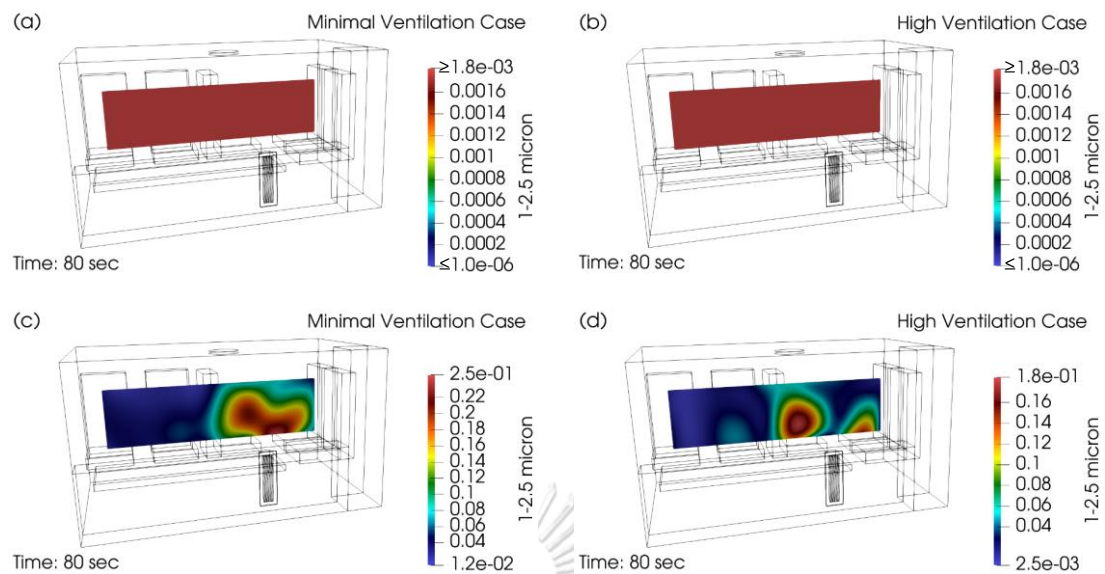 (a) Minimal Ventilation Case
≥1.8e-03
0.0016
0.0014
0.0012
0.001
0.0008
0.0006
0.0004
0.0002
≤1.0e-06
1-2.5 micron
Time: 80 sec
(b) High Ventilation Case
≥1.8e-03
0.0016
0.0014
0.0012
0.001
0.0008
0.0006
0.0004
0.0002
≤1.0e-06
1-2.5 micron
Time: 80 sec
(c) Minimal Ventilation Case
2.5e-01
0.22
0.20
0.18
0.16
0.14
0.12
0.1
0.08
0.06
0.04
1.2e-02
1-2.5 micron
Time: 80 sec
(d) High Ventilation Case
1.8e-01
0.16
0.14
0.12
0.1
0.08
0.06
0.04
2.5e-03
1-2.5 micron
Time: 80 sec